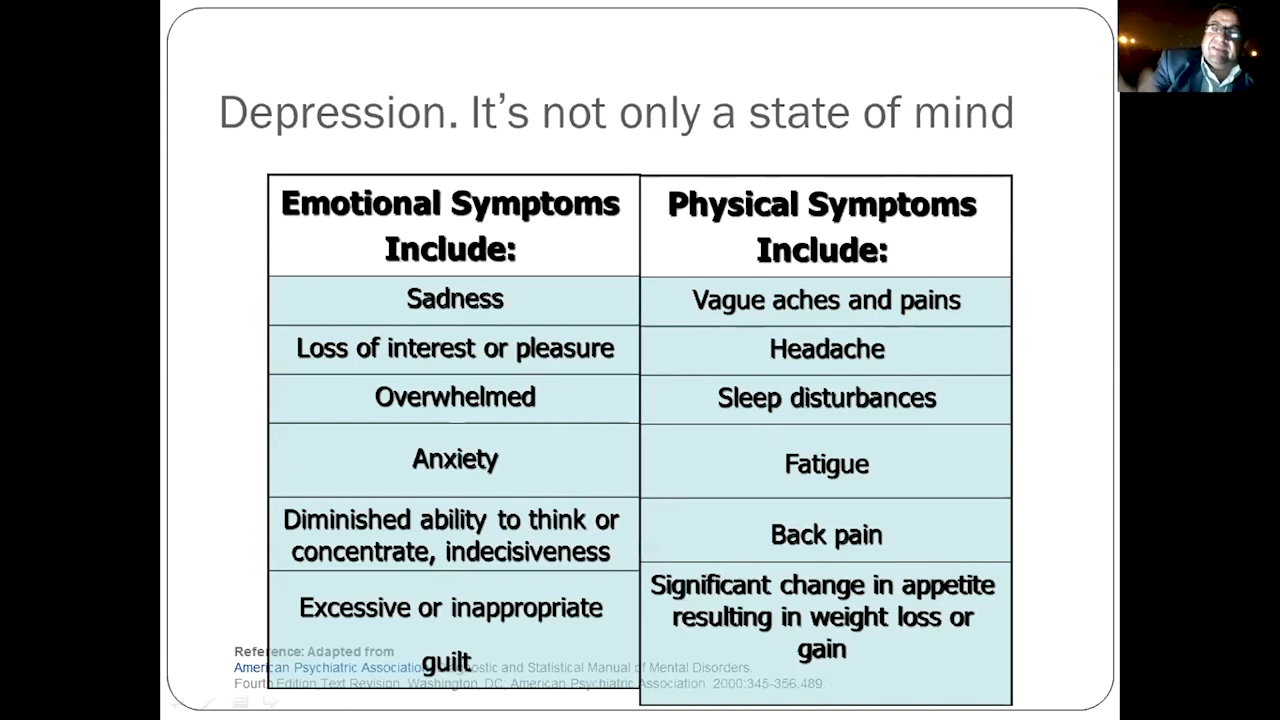 Depression. It’s not only a state of mind
Emotional Symptoms
Include:
Sadness
Loss of interest or pleasure
Overwhelmed
Anxiety
Diminished ability to think or
concentrate, indecisiveness
Excessive or inappropriate
guilt
Physical Symptoms
Include:
Vague aches and pains
Headache
Sleep disturbances
Fatigue
Back pain
Significant change in appetite
resulting in weight loss or
gain
Reference: Adapted from
American Psychiatric Association and Statistical Manual of Mental Disorders.
Fourth Edition,Text Revision. Washington, DC; American Psychiatric Association. 2000:345-356,489.